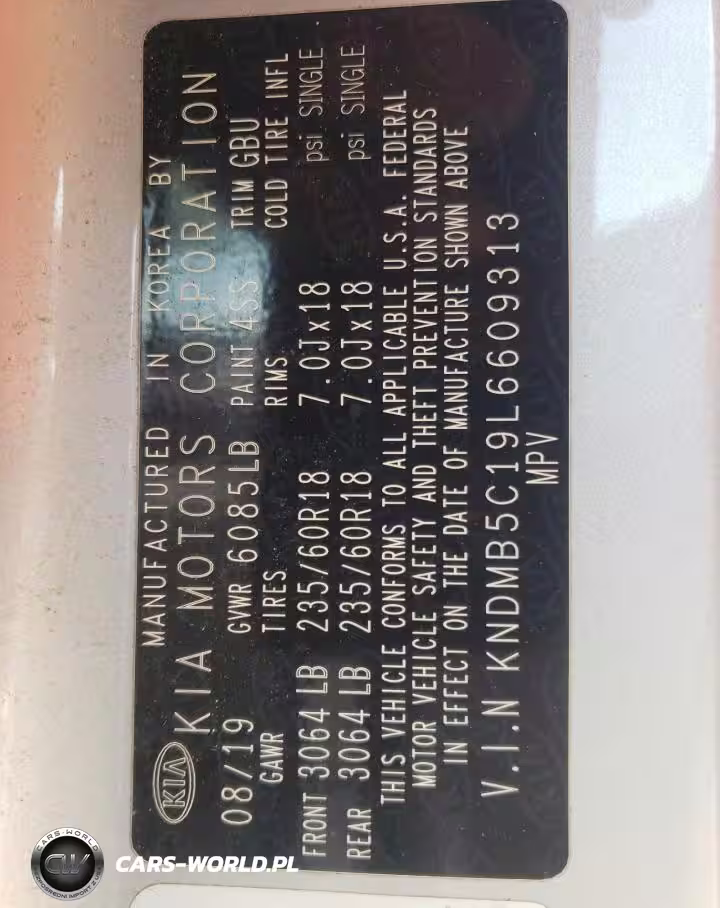 MANUFACTURED IN KOREA BY
KIA KIA MOTORS CORPORATION
08/19 GVWR 6085LB PAINT 4SS TRIM GBU
GAWR TIRES RIMS COLD TIRE INFL
FRONT 3064 LB 235/60R18 7.0Jx18 psi SINGLE
REAR 3064 LB 235/60R18 7.0Jx18 psi SINGLE
THIS VEHICLE CONFORMS TO ALL APPLICABLE U.S.A. FEDERAL
MOTOR VEHICLE SAFETY AND THEFT PREVENTION STANDARDS
IN EFFECT ON THE DATE OF MANUFACTURE SHOWN ABOVE
V.I.N KNDMB5C19L6609313
MPV
CARS-WORLD
CW
CARS-WORLD.PL